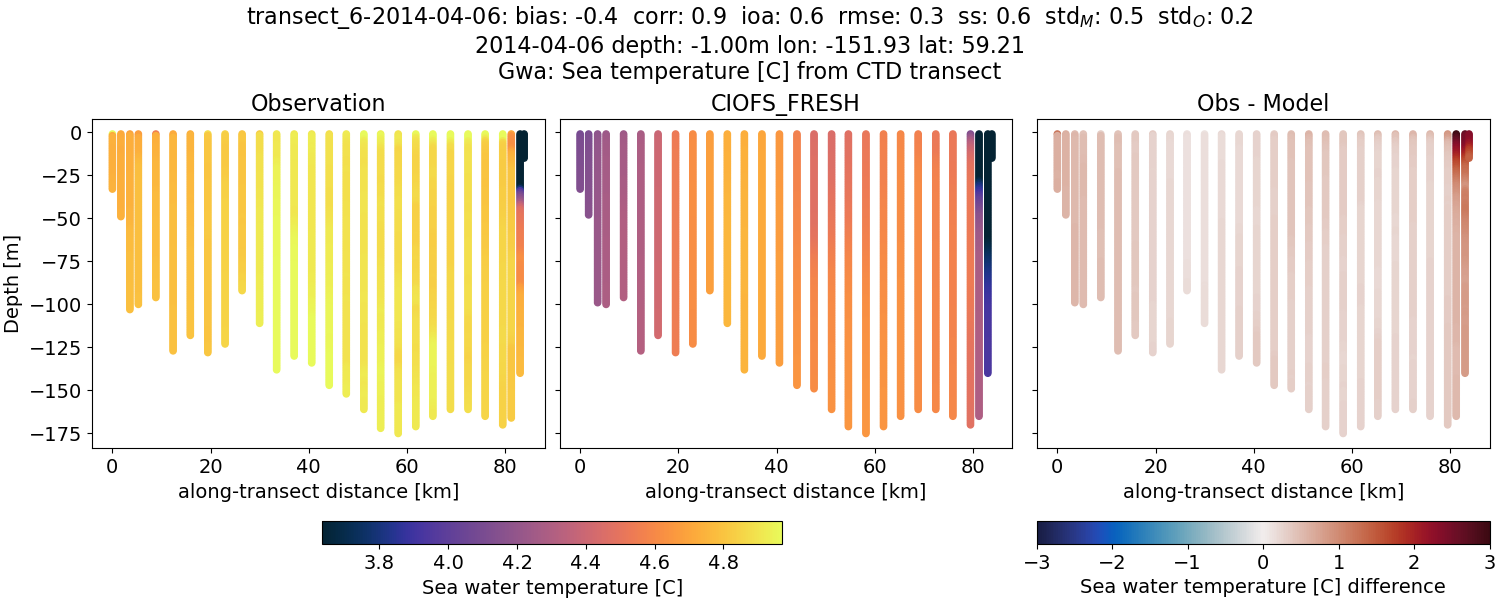 transect_6-2014-04-06: bias: -0.4 corr: 0.9 ioa: 0.6 rmse: 0.3 ss: 0.6 std_M: 0.5 std_O: 0.2
2014-04-06 depth: -1.00m lon: -151.93 lat: 59.21
Gwa: Sea temperature [C] from CTD transect
Observation
CIOFS_FRESH
Obs - Model
Depth [m]
0
−25
−50
−75
−100
−125
−150
−175
0 20 40 60 80
0 20 40 60 80
0 20 40 60 80
along-transect distance [km]
along-transect distance [km]
along-transect distance [km]
3.8 4.0 4.2 4.4 4.6 4.8
Sea water temperature [C]
−3 −2 −1 0 1 2 3
Sea water temperature [C] difference